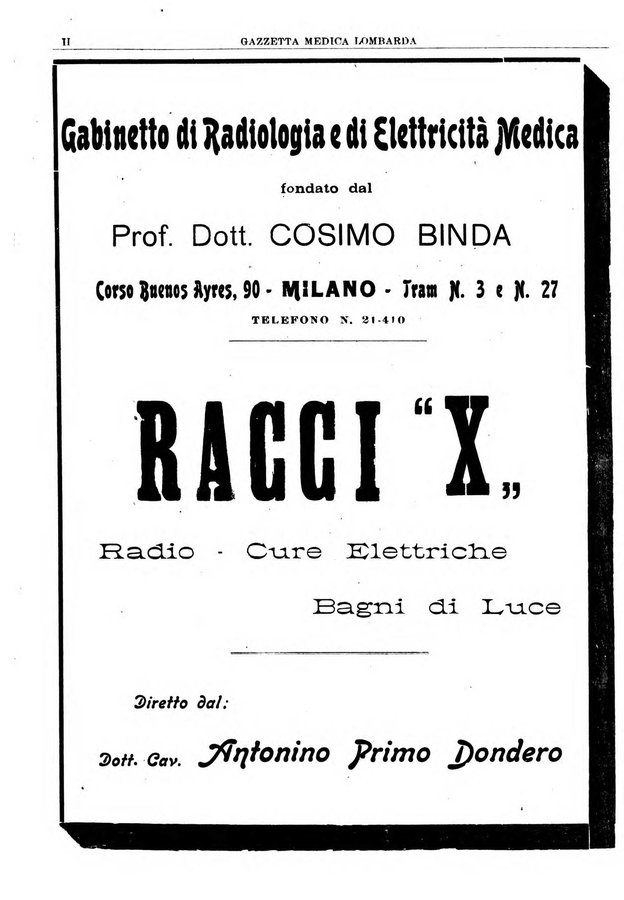 II
GAZZETTA MEDICA LOMBARDA
Gabinetto di Radiologia e di Elettricità Medica
fondato dal
Prof. Dott. COSIMO BINDA
Corso Buenos Ayres, 90 - MILANO - Tram N. 3 e N. 27
TELEFONO N. 21-410
RAGGI “X„
Radio - Cure Elettriche
Bagni di Luce
Diretto dal:
Dott. Cav. Antonino Primo Dondero